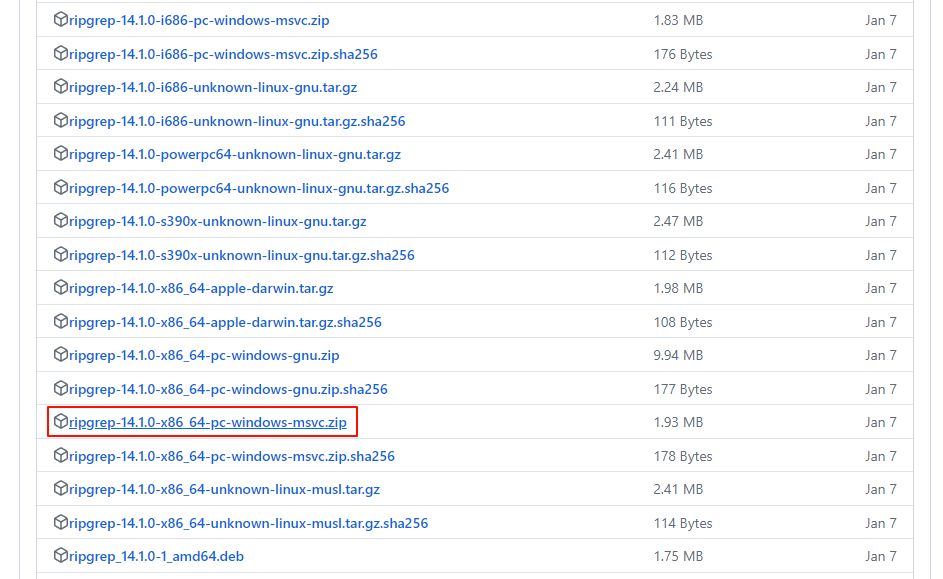 ripgrep-14.1.0-i686-pc-windows-msvc.zip 1.83 MB Jan 7
ripgrep-14.1.0-i686-pc-windows-msvc.zip.sha256 176 Bytes Jan 7
ripgrep-14.1.0-i686-unknown-linux-gnu.tar.gz 2.24 MB Jan 7
ripgrep-14.1.0-i686-unknown-linux-gnu.tar.gz.sha256 111 Bytes Jan 7
ripgrep-14.1.0-powerpc64-unknown-linux-gnu.tar.gz 2.41 MB Jan 7
ripgrep-14.1.0-powerpc64-unknown-linux-gnu.tar.gz.sha256 116 Bytes Jan 7
ripgrep-14.1.0-s390x-unknown-linux-gnu.tar.gz 2.47 MB Jan 7
ripgrep-14.1.0-s390x-unknown-linux-gnu.tar.gz.sha256 112 Bytes Jan 7
ripgrep-14.1.0-x86_64-apple-darwin.tar.gz 1.98 MB Jan 7
ripgrep-14.1.0-x86_64-apple-darwin.tar.gz.sha256 108 Bytes Jan 7
ripgrep-14.1.0-x86_64-pc-windows-gnu.zip 9.94 MB Jan 7
ripgrep-14.1.0-x86_64-pc-windows-gnu.zip.sha256 177 Bytes Jan 7
ripgrep-14.1.0-x86_64-pc-windows-msvc.zip 1.93 MB Jan 7
ripgrep-14.1.0-x86_64-pc-windows-msvc.zip.sha256 178 Bytes Jan 7
ripgrep-14.1.0-x86_64-unknown-linux-musl.tar.gz 2.41 MB Jan 7
ripgrep-14.1.0-x86_64-unknown-linux-musl.tar.gz.sha256 114 Bytes Jan 7
ripgrep_14.1.0-1_amd64.deb 1.75 MB Jan 7